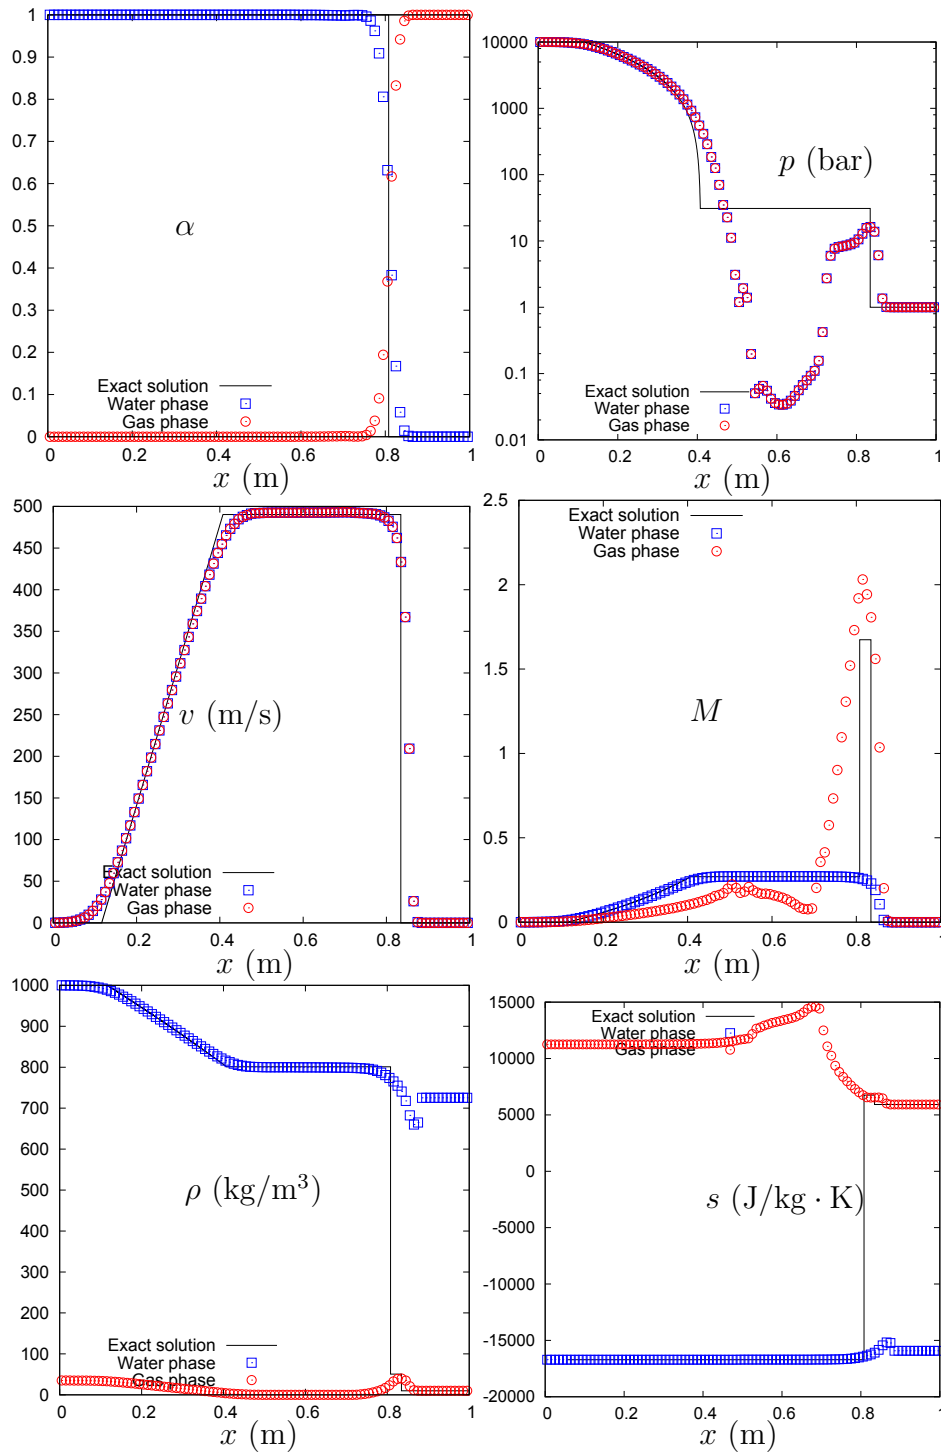 1
0.9
0.8
0.7
0.6
0.5
0.4
0.3
0.2
0.1
0
α
Exact solution
Water phase
Gas phase
0 0.2 0.4 0.6 0.8 1
x (m)
10000
1000
100
10
1
0.1
0.01
p (bar)
Exact solution
Water phase
Gas phase
0 0.2 0.4 0.6 0.8 1
x (m)
500
450
400
350
300
250
200
150
100
50
0
v (m/s)
Exact solution
Water phase
Gas phase
0 0.2 0.4 0.6 0.8 1
x (m)
2.5
2
1.5
1
0.5
0
Exact solution
Water phase
Gas phase
M
0 0.2 0.4 0.6 0.8 1
x (m)
1000
900
800
700
600
500
400
300
200
100
0
ρ (kg/m³)
Exact solution
Water phase
Gas phase
0 0.2 0.4 0.6 0.8 1
x (m)
15000
10000
5000
0
-5000
-10000
-15000
-20000
Exact solution
Water phase
Gas phase
s (J/kg · K)
0 0.2 0.4 0.6 0.8 1
x (m)